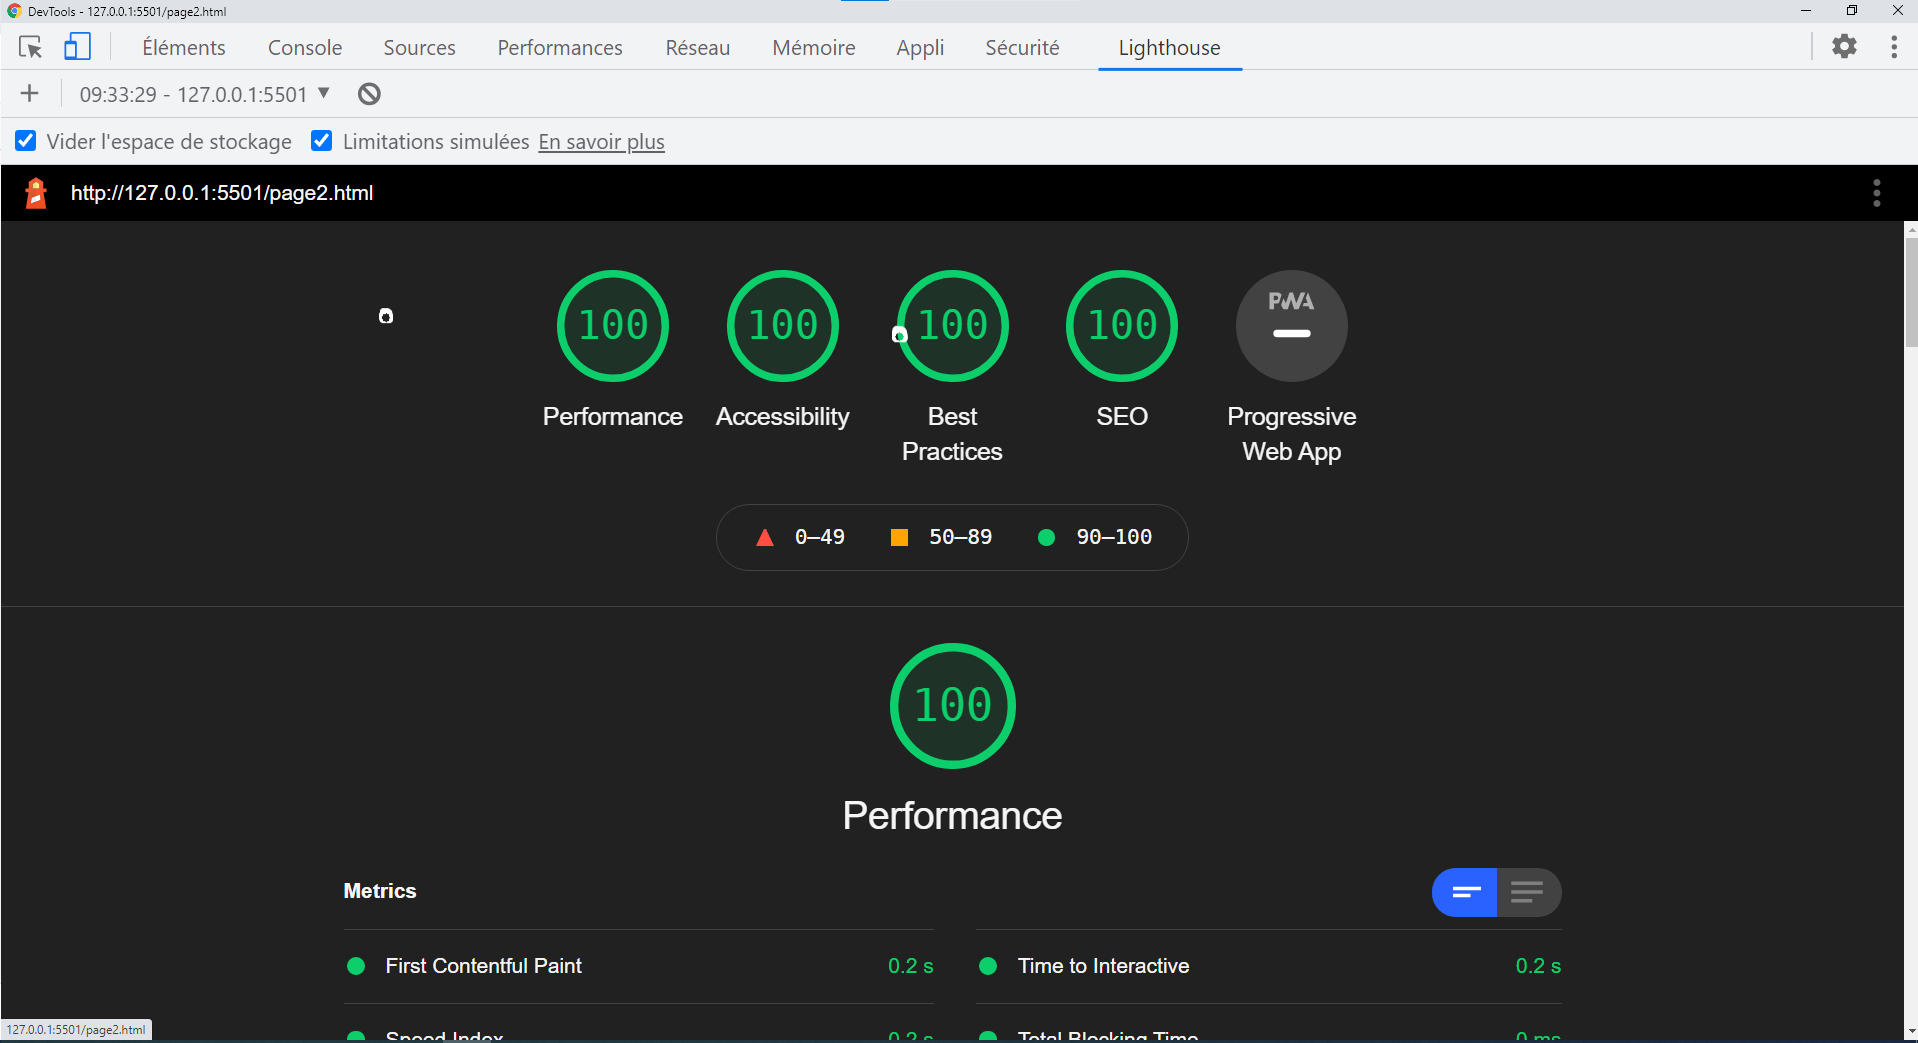 DevTools - 127.0.0.1:5501/page2.html
Éléments Console Sources Performances Réseau Mémoire Appli Sécurité Lighthouse
09:33:29 - 127.0.0.1:5501
Vider l'espace de stockage Limitations simulées En savoir plus
http://127.0.0.1:5501/page2.html
100 100 100 100 PWA
Performance Accessibility Best Practices SEO Progressive Web App
0–49 50–89 90–100
100
Performance
Metrics
First Contentful Paint 0.2 s Time to Interactive 0.2 s
Speed Index 0.2 s Total Blocking Time 0 ms
127.0.0.1:5501/page2.html